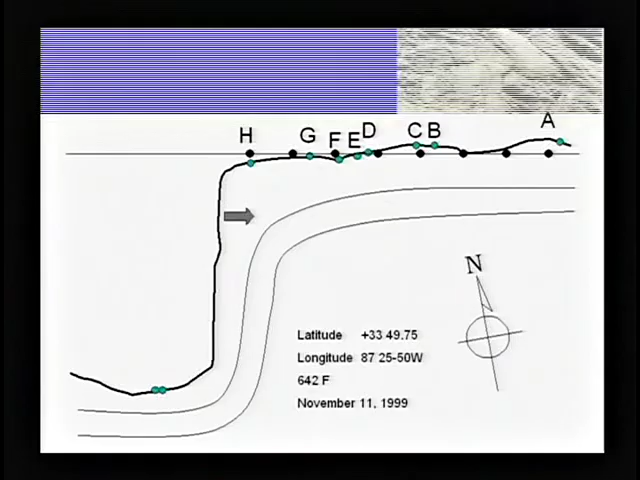 H G F E D C B A
N
Latitude +33 49.75
Longitude 87 25-50W
642 F
November 11, 1999